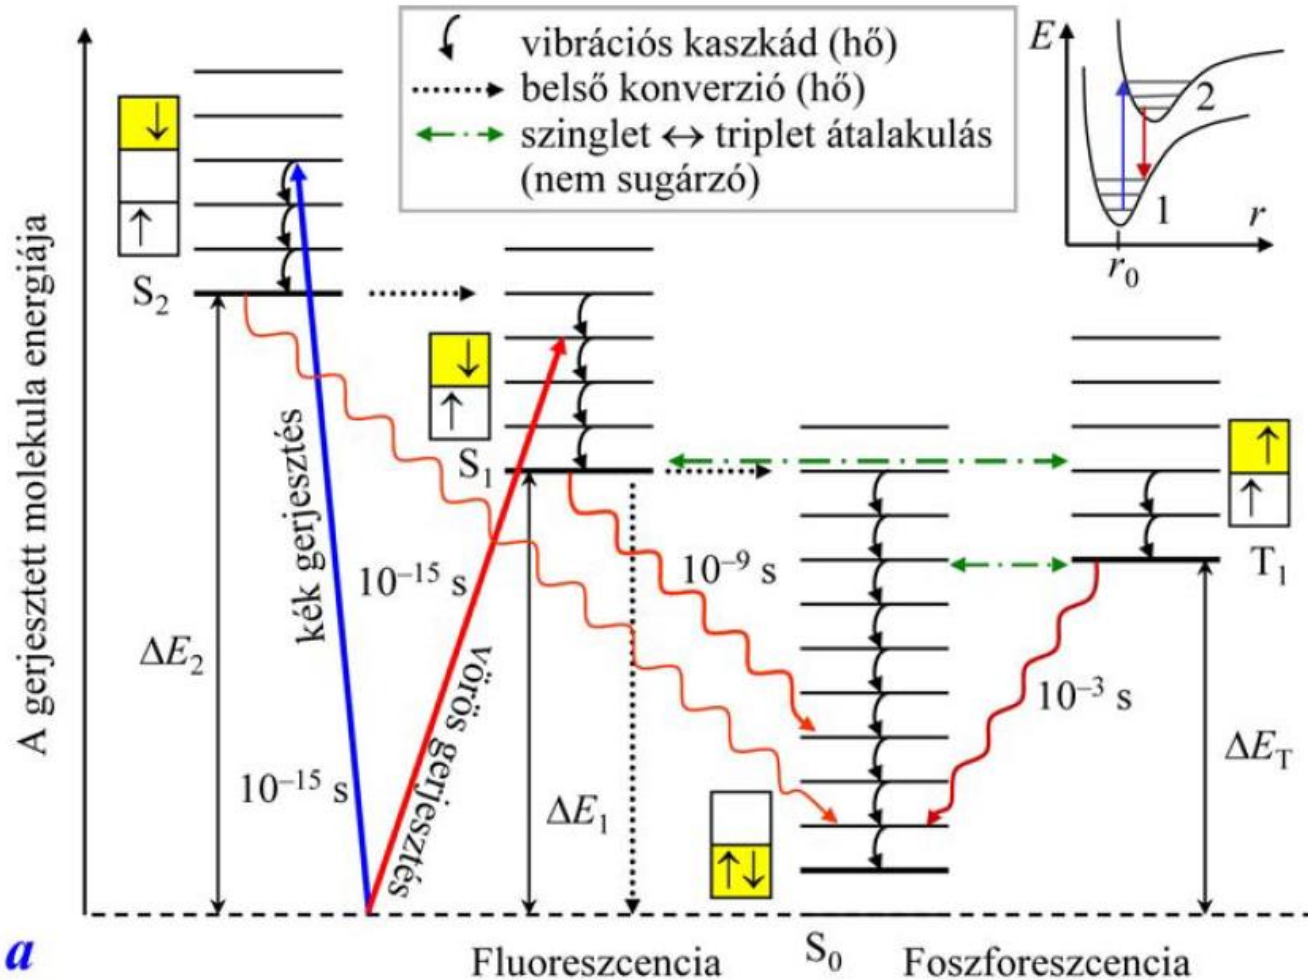 vibrációs kaszkád (hő)
belső konverzió (hő)
szinglet ↔ triplet átalakulás
(nem sugárzó)
E
2
1
r
r₀
A gerjesztett molekula energiája
↓
↑
S₂
↓
↑
S₁
↑
↑
T₁
kék gerjesztés
10⁻¹⁵ s
vörös gerjesztés
10⁻⁹ s
10⁻³ s
ΔE₂
10⁻¹⁵ s
ΔE₁
ΔE_T
↑↓
a
Fluoreszcencia
S₀
Foszforeszcencia